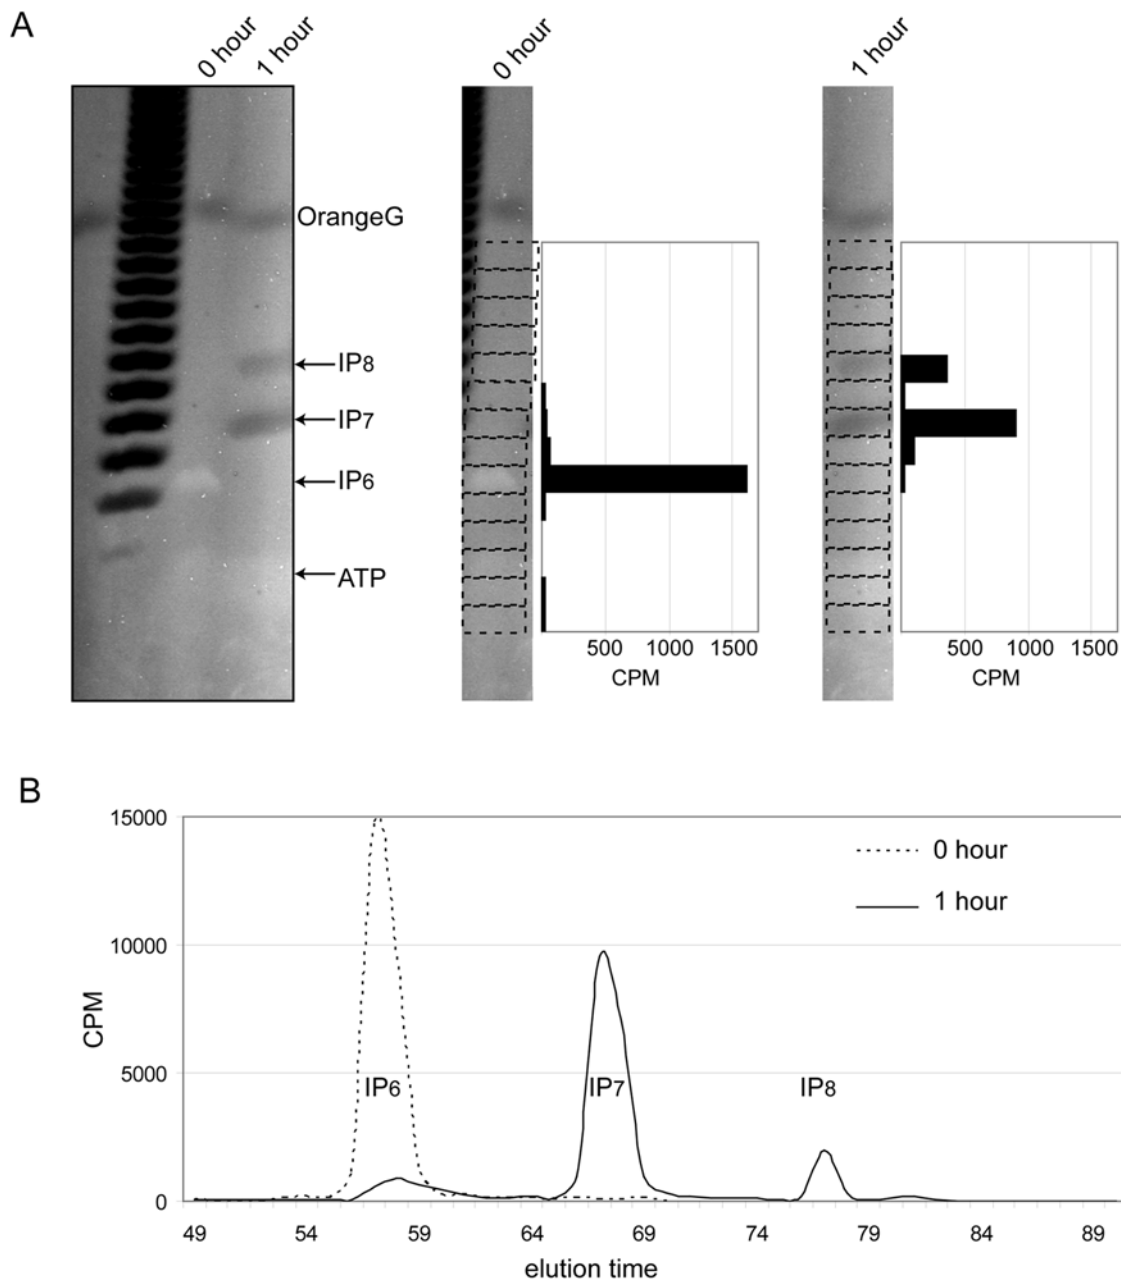 A
0 hour
1 hour
0 hour
1 hour
OrangeG
IP8
IP7
IP6
ATP
500 1000 1500
CPM
500 1000 1500
CPM
B
15000
10000
5000
0
CPM
0 hour
1 hour
IP6
IP7
IP8
49 54 59 64 69 74 79 84 89
elution time